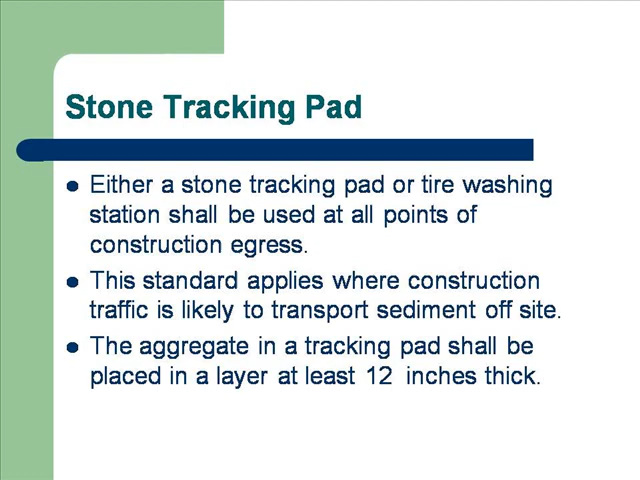 Stone Tracking Pad
Either a stone tracking pad or tire washing
station shall be used at all points of
construction egress.
This standard applies where construction
traffic is likely to transport sediment off site.
The aggregate in a tracking pad shall be
placed in a layer at least 12 inches thick.